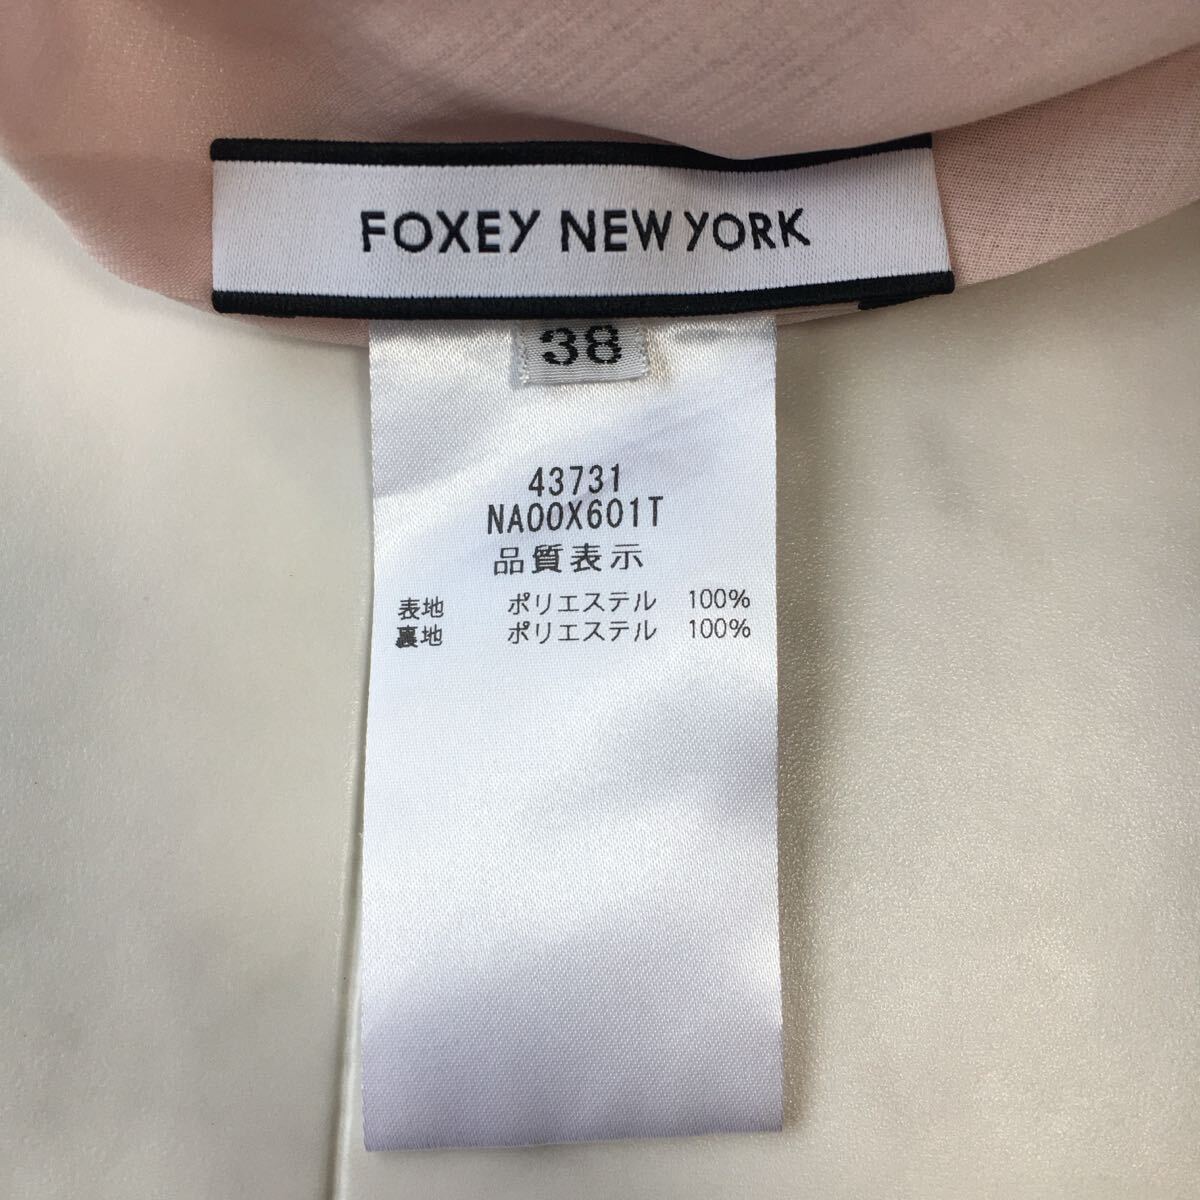 FOXEY NEW YORK
38
43731
NA00X601T
品質表示
表地 ポリエステル 100%
裏地 ポリエステル 100%